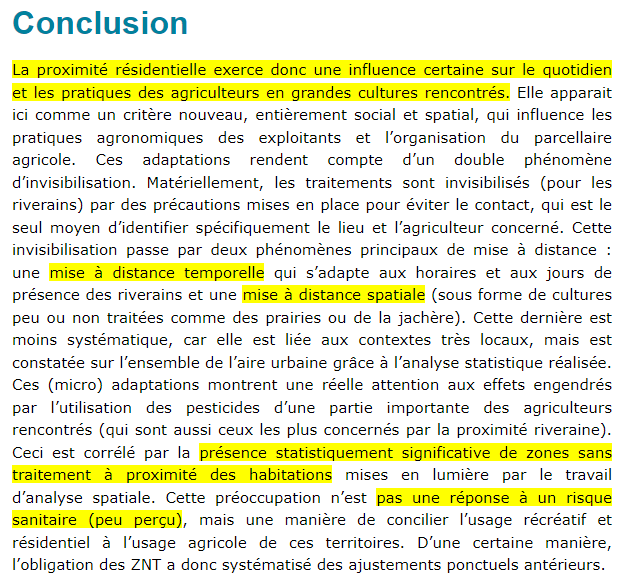 Conclusion
La proximité résidentielle exerce donc une influence certaine sur le quotidien
et les pratiques des agriculteurs en grandes cultures rencontrés. Elle apparait
ici comme un critère nouveau, entièrement social et spatial, qui influence les
pratiques agronomiques des exploitants et l’organisation du parcellaire
agricole. Ces adaptations rendent compte d’un double phénomène
d’invisibilisation. Matériellement, les traitements sont invisibilisés (pour les
riverains) par des précautions mises en place pour éviter le contact, qui est le
seul moyen d’identifier spécifiquement le lieu et l’agriculteur concerné. Cette
invisibilisation passe par deux phénomènes principaux de mise à distance :
une mise à distance temporelle qui s’adapte aux horaires et aux jours de
présence des riverains et une mise à distance spatiale (sous forme de cultures
peu ou non traitées comme des prairies ou de la jachère). Cette dernière est
moins systématique, car elle est liée aux contextes très locaux, mais est
constatée sur l’ensemble de l’aire urbaine grâce à l’analyse statistique réalisée.
Ces (micro) adaptations montrent une réelle attention aux effets engendrés
par l’utilisation des pesticides d’une partie importante des agriculteurs
rencontrés (qui sont aussi ceux les plus concernés par la proximité riveraine).
Ceci est corrélé par la présence statistiquement significative de zones sans
traitement à proximité des habitations mises en lumière par le travail
d’analyse spatiale. Cette préoccupation n’est pas une réponse à un risque
sanitaire (peu perçu), mais une manière de concilier l’usage récréatif et
résidentiel à l’usage agricole de ces territoires. D’une certaine manière,
l’obligation des ZNT a donc systématisé des ajustements ponctuels antérieurs.